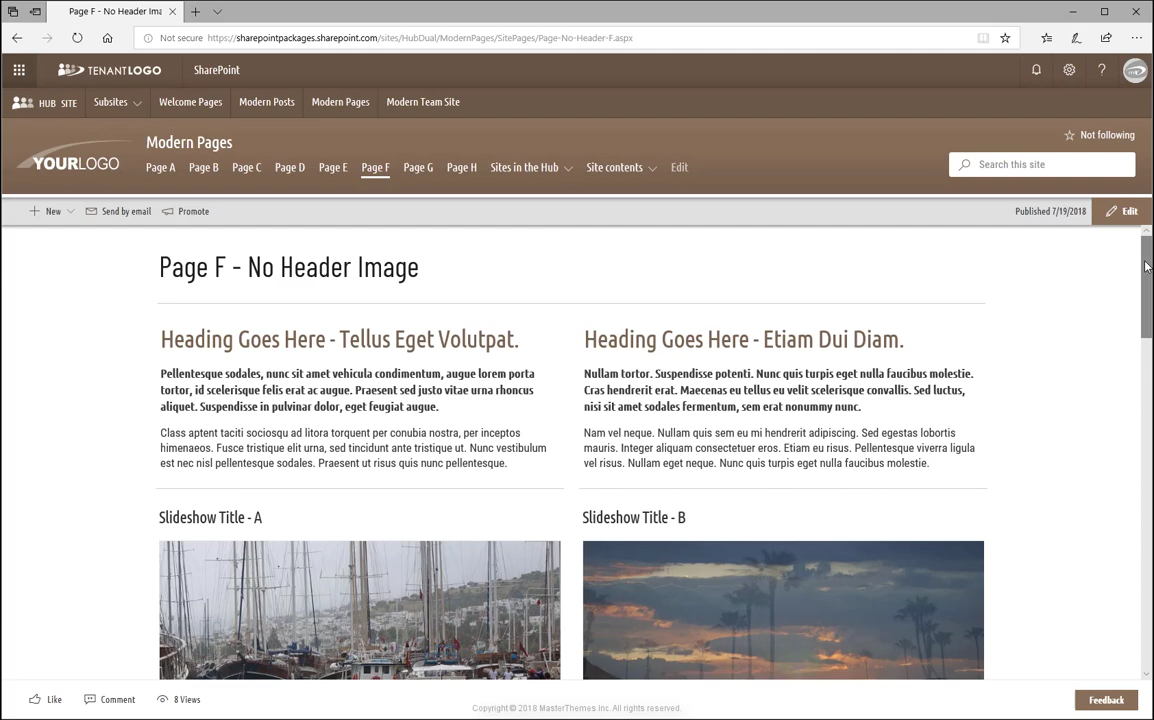 Page F - No Header Ima
Not secure https://sharepointpackages.sharepoint.com/sites/HubDual/ModernPages/SitePages/Page-No-Header-F.aspx
TENANTLOGO SharePoint
HUB SITE Subsites Welcome Pages Modern Posts Modern Pages Modern Team Site
Modern Pages Not following
YOURLOGO Page A Page B Page C Page D Page E Page F Page G Page H Sites in the Hub Site contents Edit Search this site
New Send by email Promote Published 7/19/2018 Edit
Page F - No Header Image
Heading Goes Here - Tellus Eget Volutpat.
Pellentesque sodales, nunc sit amet vehicula condimentum, augue lorem porta
tortor, id scelerisque felis erat ac augue. Praesent sed justo vitae urna rhoncus
aliquet. Suspendisse in pulvinar dolor, eget feugiat augue.
Class aptent taciti sociosqu ad litora torquent per conubia nostra, per inceptos
himenaeos. Fusce tristique elit urna, sed tincidunt ante tristique ut. Nunc vestibulum
est nec nisl pellentesque sodales. Praesent ut risus quis nunc pellentesque.
Heading Goes Here - Etiam Dui Diam.
Nullam tortor. Suspendisse potenti. Nunc quis turpis eget nulla faucibus molestie.
Cras hendrerit erat. Maecenas eu tellus eu velit scelerisque convallis. Sed luctus,
nisi sit amet sodales fermentum, sem erat nonummy nunc.
Nam vel neque. Nullam quis sem eu mi hendrerit adipiscing. Sed egestas lobortis
mauris. Integer aliquam consectetuer eros. Etiam eu risus. Pellentesque viverra ligula
vel risus. Nullam eget neque. Nunc quis turpis eget nulla faucibus molestie.
Slideshow Title - A
Slideshow Title - B
Like Comment 8 Views Feedback
Copyright © 2018 MasterThemes Inc. All rights reserved.